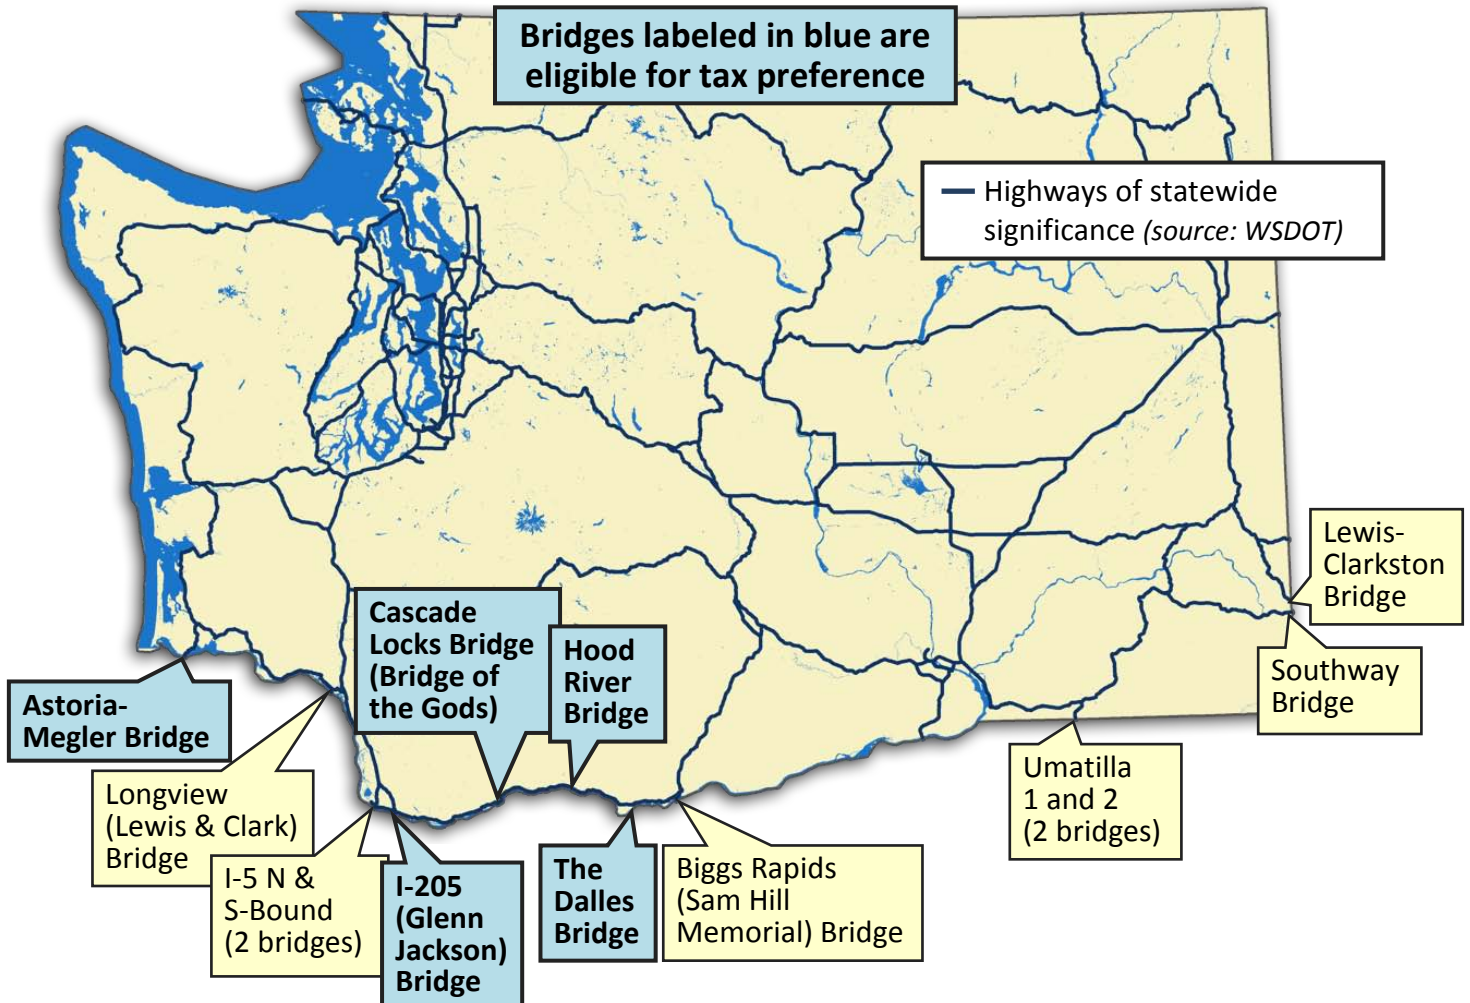 Bridges labeled in blue are
eligible for tax preference
Highways of statewide
significance (source: WSDOT)
Lewis-
Clarkston
Bridge
Southway
Bridge
Cascade
Locks Bridge
(Bridge of
the Gods)
Hood
River
Bridge
Astoria-
Megler Bridge
Longview
(Lewis & Clark)
Bridge
I-5 N &
S-Bound
(2 bridges)
I-205
(Glenn
Jackson)
Bridge
The
Dalles
Bridge
Biggs Rapids
(Sam Hill
Memorial) Bridge
Umatilla
1 and 2
(2 bridges)